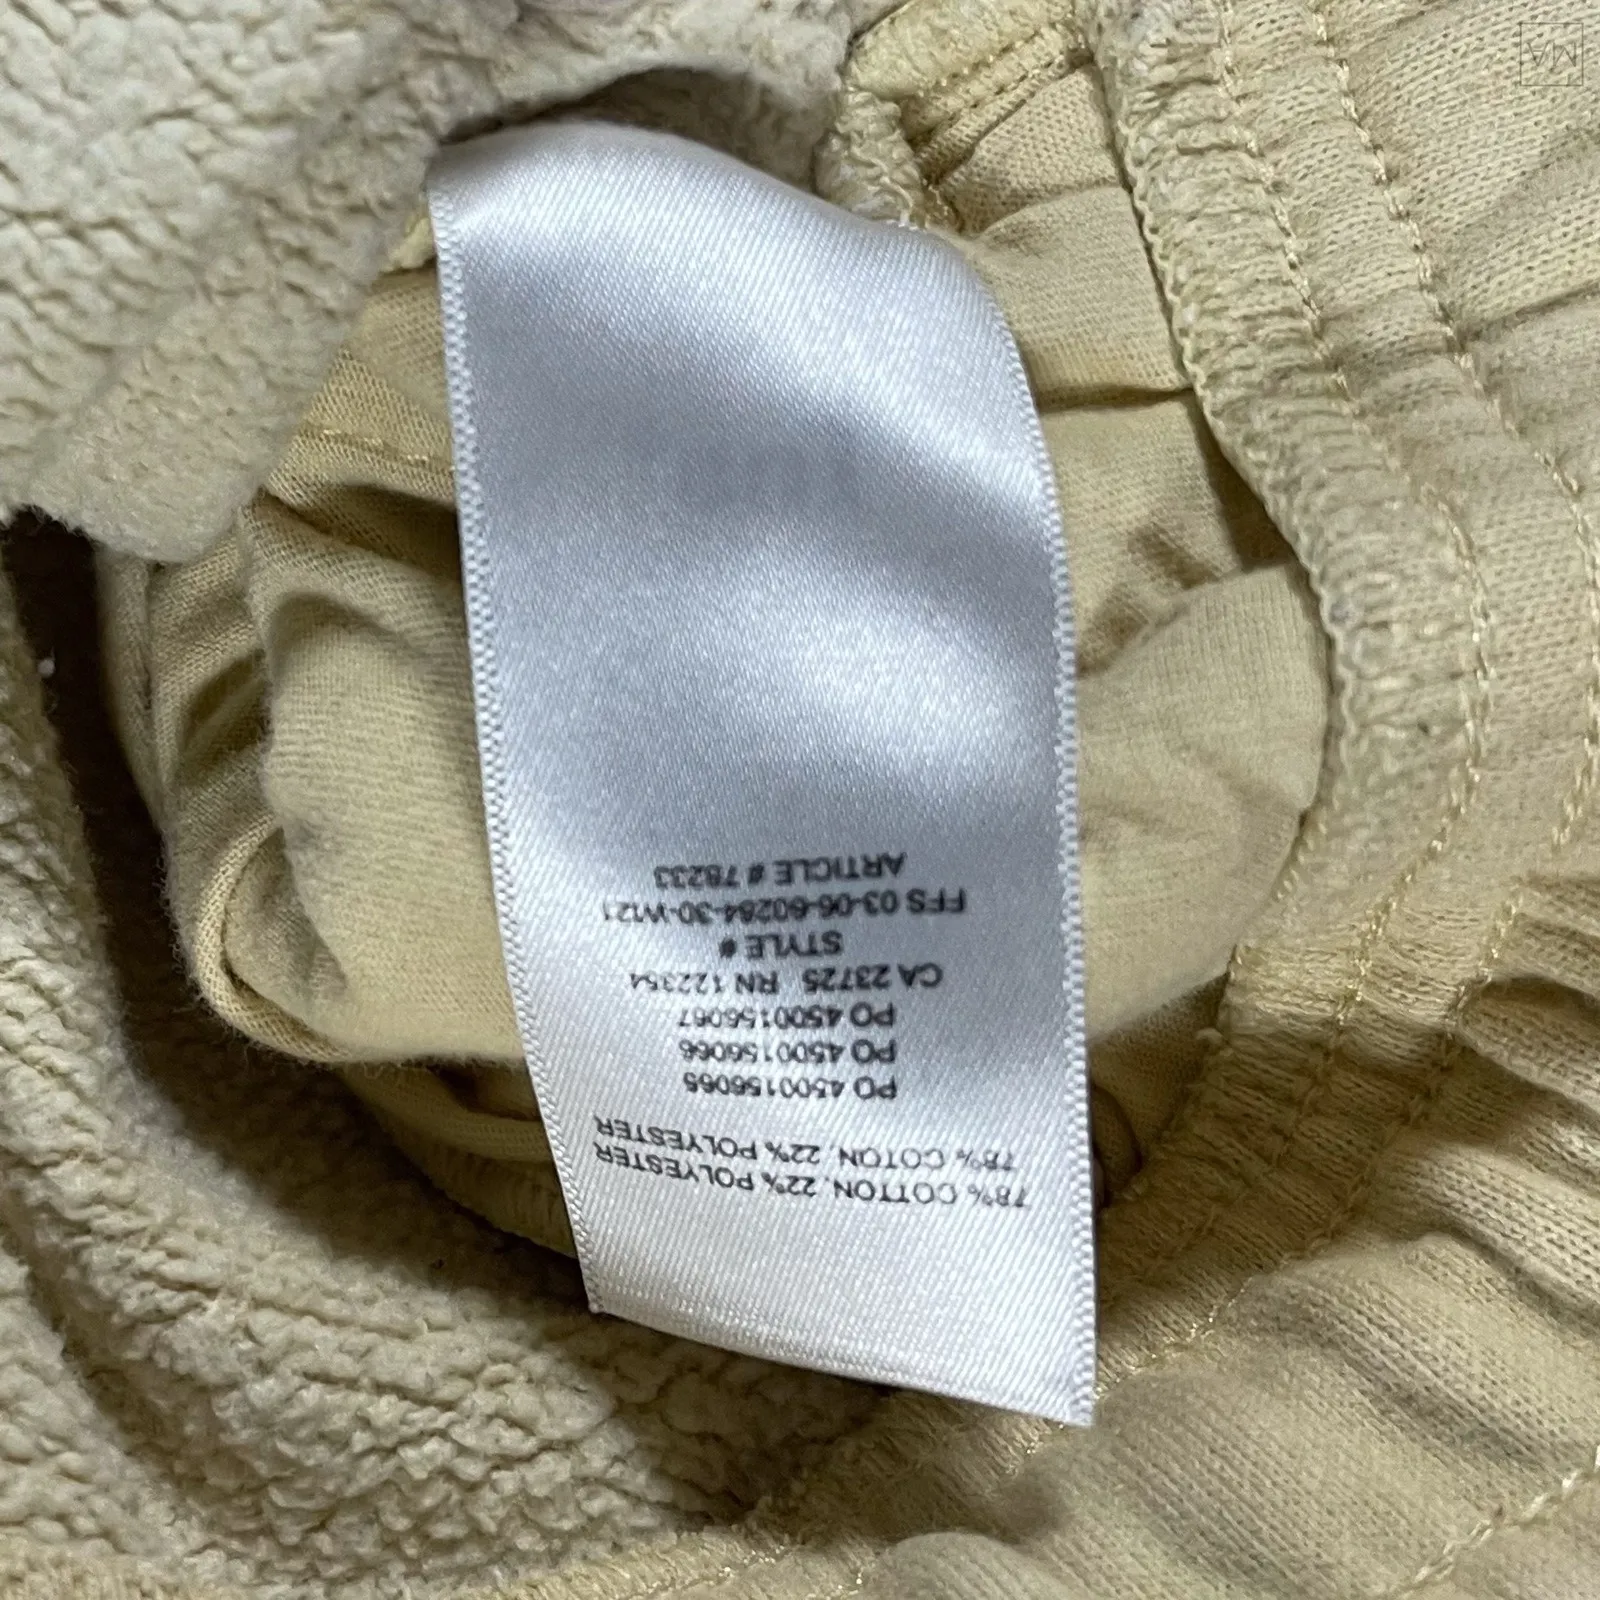 78% COTTON, 22% POLYESTER
78% COTON, 22% POLYESTER
PO 4500156065
PO 4500156066
PO 4500156067
CA 23725 RN 122354
STYLE #
FFS 03-06-60284-30-W121
ARTICLE # 78233
MA